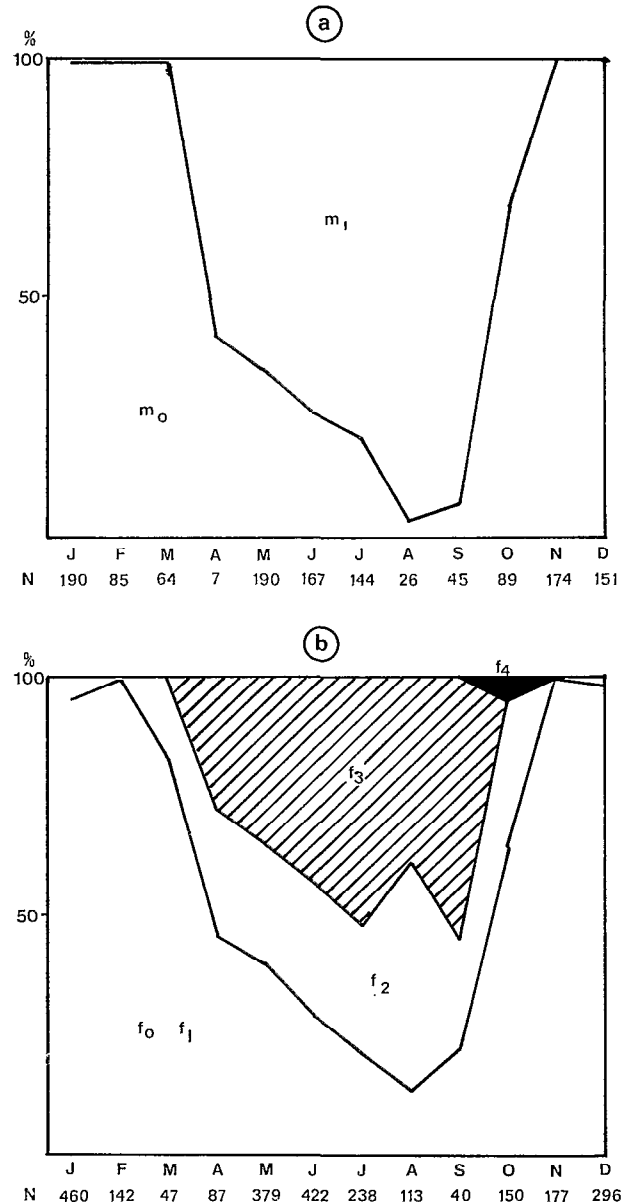 a
%
100
m1
50
m0
J F M A M J J A S O N D
N 190 85 64 7 190 167 144 26 45 89 174 151
b
%
f4
100
f3
50
f2
f0 f1
J F M A M J J A S O N D
N 460 142 47 87 379 422 238 113 40 150 177 296